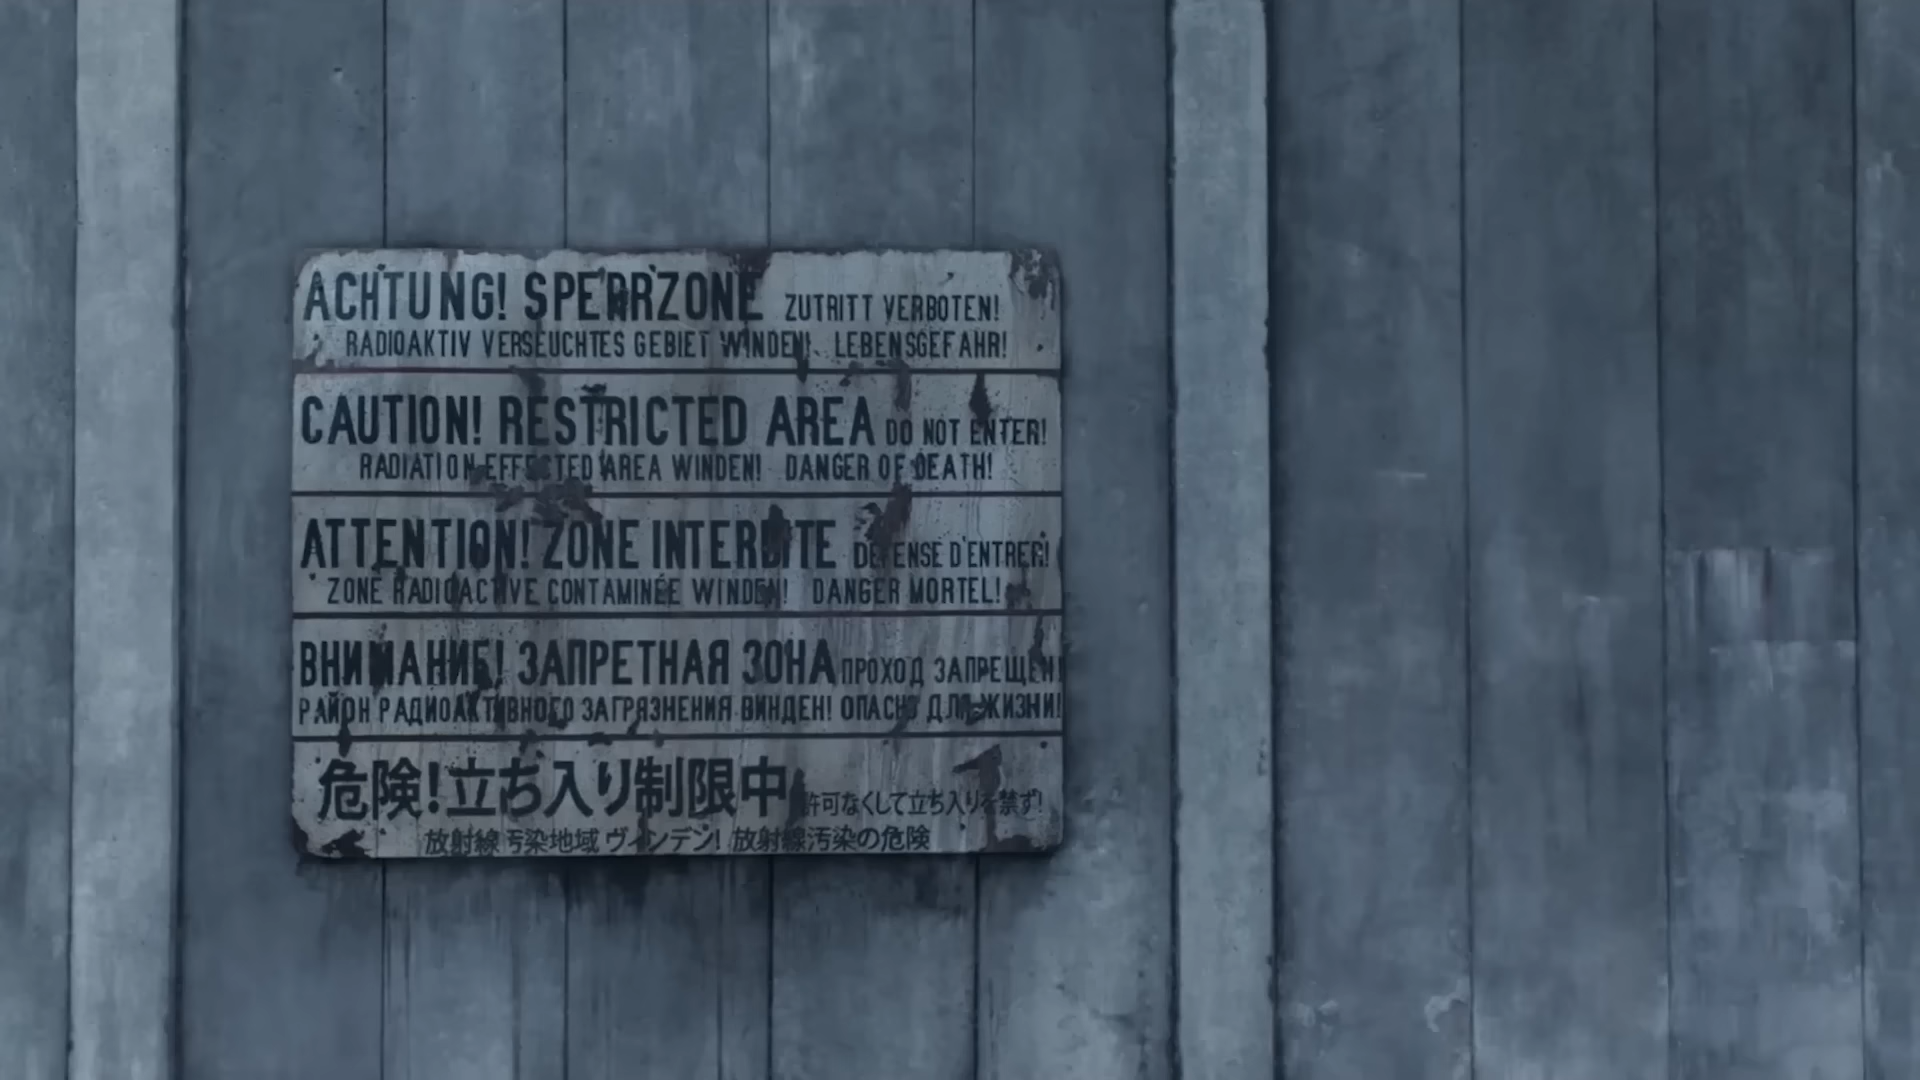 ACHTUNG! SPERRZONE ZUTRITT VERBOTEN!
RADIOAKTIV VERSEUCHTES GEBIET WINDEN! LEBENSGEFAHR!
CAUTION! RESTRICTED AREA DO NOT ENTER!
RADIATION EFFECTED AREA WINDEN! DANGER OF DEATH!
ATTENTION! ZONE INTERDITE DEFENSE D'ENTRER!
ZONE RADIOACTIVE CONTAMINÉE WINDEN! DANGER MORTEL!
ВНИМАНИЕ! ЗАПРЕТНАЯ ЗОНА ПРОХОД ЗАПРЕЩЕН!
РАЙОН РАДИОАКТИВНОГО ЗАГРЯЗНЕНИЯ ВИНДЕН! ОПАСНО ДЛЯ ЖИЗНИ!
危険!立ち入り制限中 許可なくして立ち入りを禁ず!
放射線汚染地域 ヴィンデン! 放射線汚染の危険